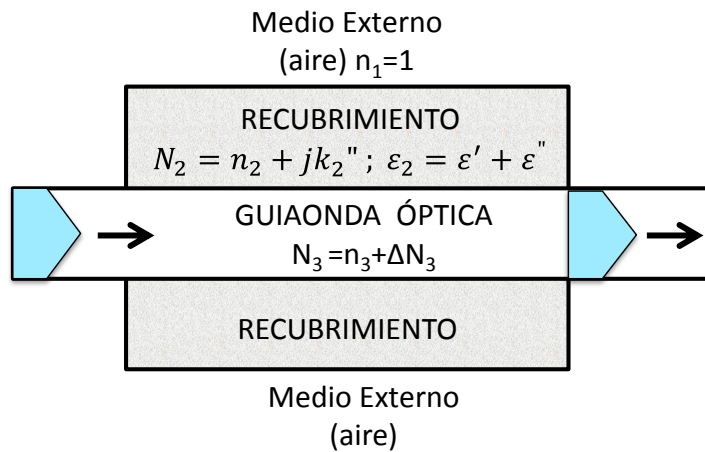 Medio Externo
(aire) n₁=1
RECUBRIMIENTO
N₂ = n₂ + jk₂" ; ε₂ = ε′ + ε"
GUIAONDA ÓPTICA
N₃ =n₃+ΔN₃
RECUBRIMIENTO
Medio Externo
(aire)